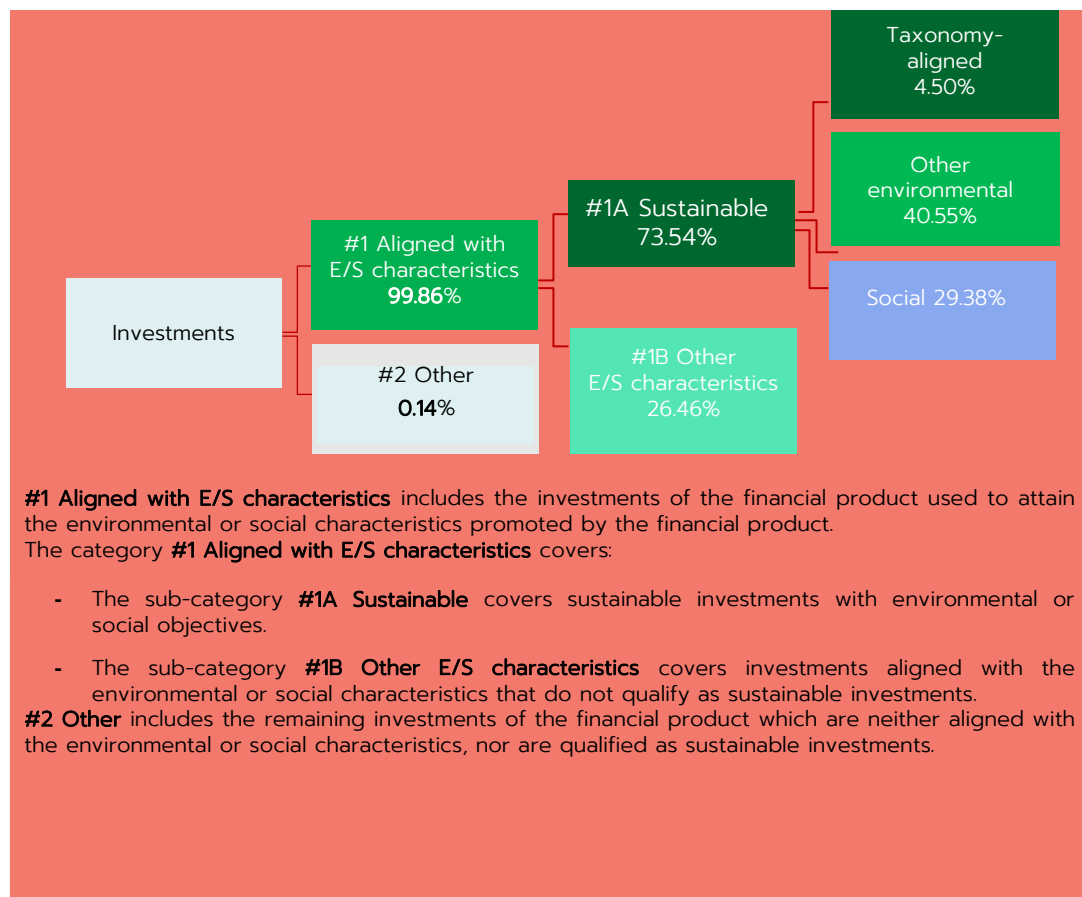 Taxonomy-
aligned
4.50%
Other
environmental
40.55%
#1A Sustainable
73.54%
#1 Aligned with
E/S characteristics
99.86%
Social 29.38%
Investments
#1B Other
E/S characteristics
26.46%
#2 Other
0.14%
#1 Aligned with E/S characteristics includes the investments of the financial product used to attain
the environmental or social characteristics promoted by the financial product.
The category #1 Aligned with E/S characteristics covers:
- The sub-category #1A Sustainable covers sustainable investments with environmental or
social objectives.
- The sub-category #1B Other E/S characteristics covers investments aligned with the
environmental or social characteristics that do not qualify as sustainable investments.
#2 Other includes the remaining investments of the financial product which are neither aligned with
the environmental or social characteristics, nor are qualified as sustainable investments.